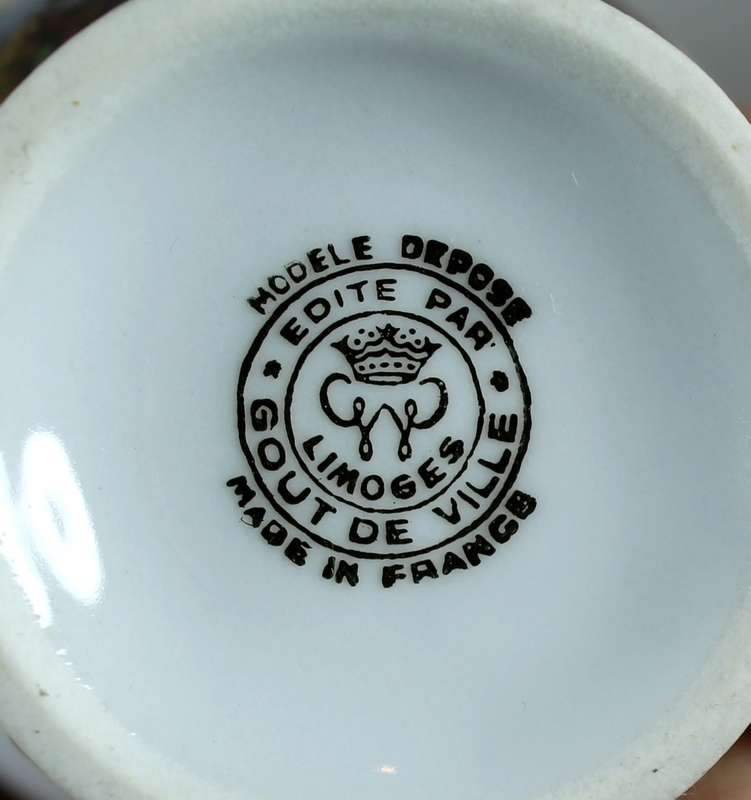 MODELE DEPOSE
EDITE PAR
LIMOGES
GOUT DE VILLE
MADE IN FRANCE